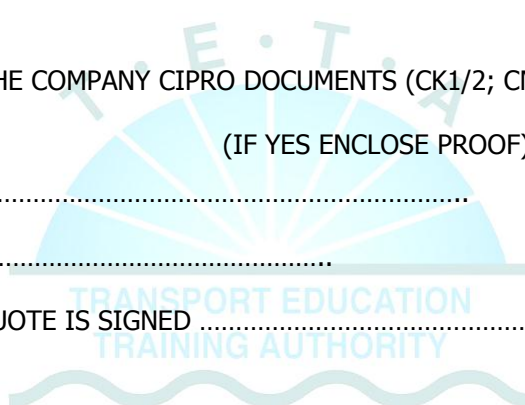 T • E • T • A
HE COMPANY CIPRO DOCUMENTS (CK1/2; CM
(IF YES ENCLOSE PROOF)
……………………………………………………………..
…………………………………………..
UOTE IS SIGNED ……………………………………………
TRANSPORT EDUCATION
TRAINING AUTHORITY